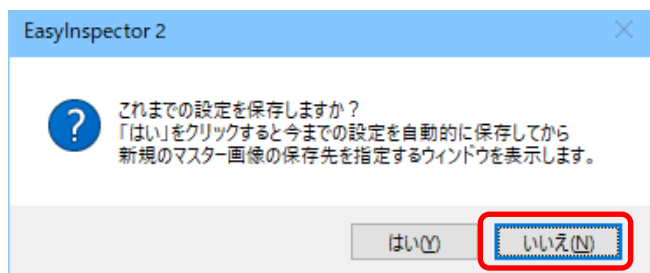 EasyInspector 2
これまでの設定を保存しますか？
「はい」をクリックすると今までの設定を自動的に保存してから
新規のマスター画像の保存先を指定するウィンドウを表示します。
はい(Y) いいえ(N)